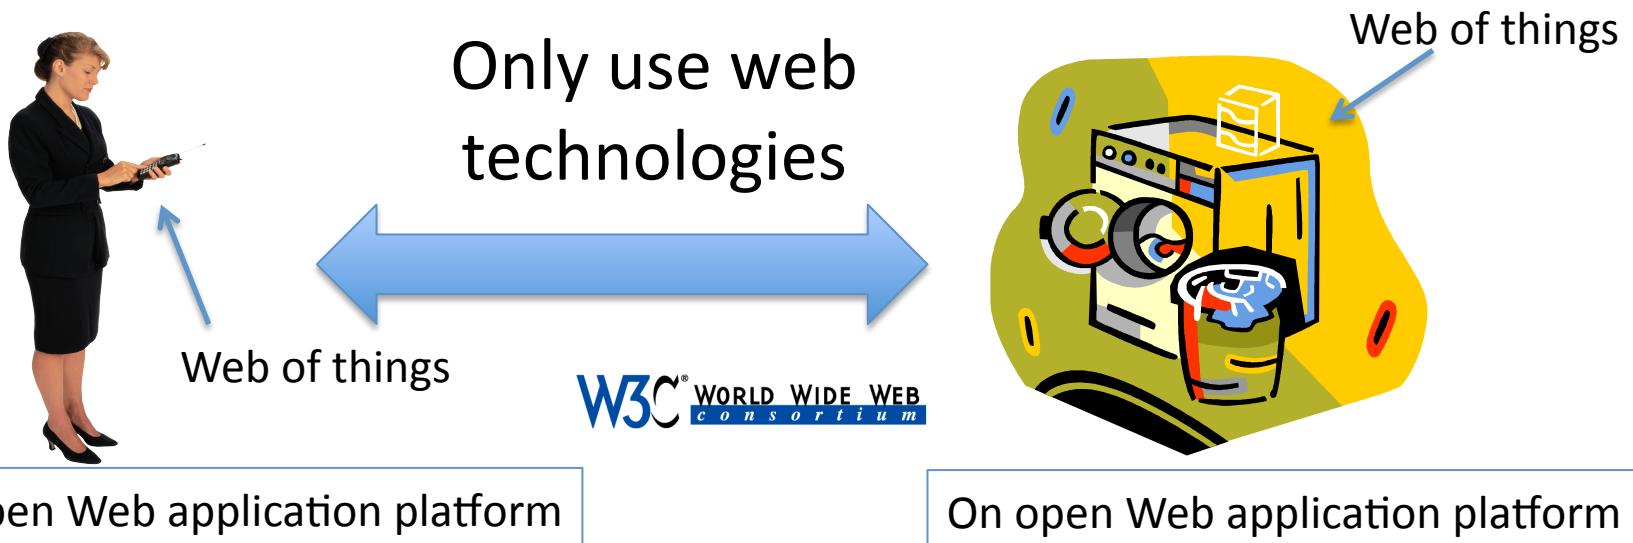 Web of things
Only use web
technologies
Web of things
W3C® WORLD WIDE WEB
consortium
pen Web application platform
On open Web application platform